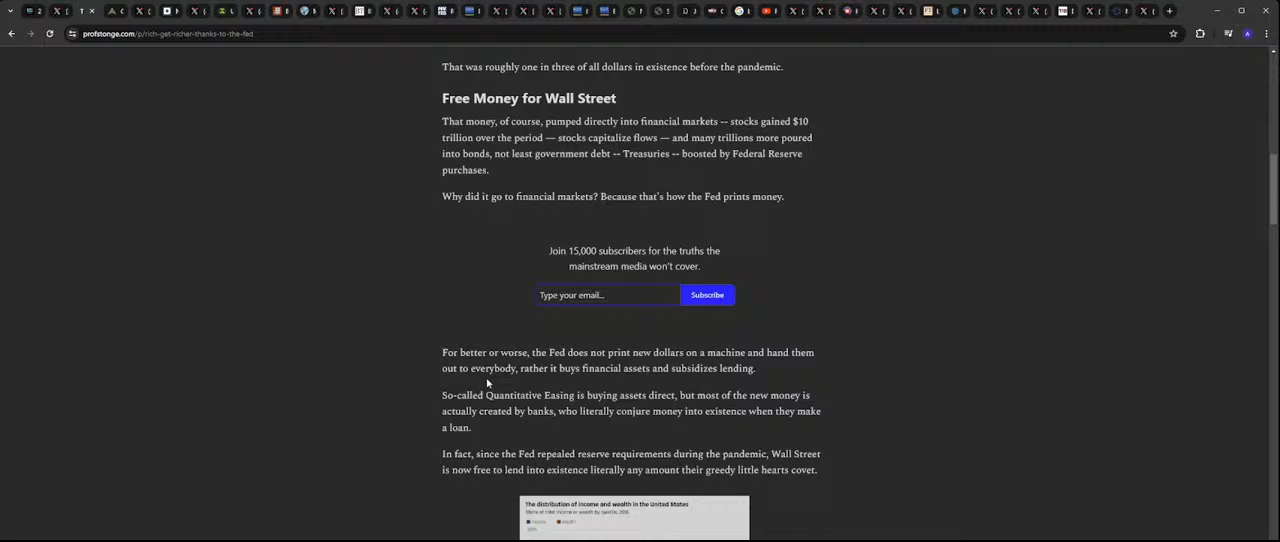 profstonge.com/p/rich-get-richer-thanks-to-the-fed
That was roughly one in three of all dollars in existence before the pandemic.
Free Money for Wall Street
That money, of course, pumped directly into financial markets -- stocks gained $10
trillion over the period — stocks capitalize flows — and many trillions more poured
into bonds, not least government debt -- Treasuries -- boosted by Federal Reserve
purchases.
Why did it go to financial markets? Because that's how the Fed prints money.
Join 15,000 subscribers for the truths the
mainstream media won't cover.
Type your email...
Subscribe
For better or worse, the Fed does not print new dollars on a machine and hand them
out to everybody, rather it buys financial assets and subsidizes lending.
So-called Quantitative Easing is buying assets direct, but most of the new money is
actually created by banks, who literally conjure money into existence when they make
a loan.
In fact, since the Fed repealed reserve requirements during the pandemic, Wall Street
is now free to lend into existence literally any amount their greedy little hearts covet.
The distribution of income and wealth in the United States